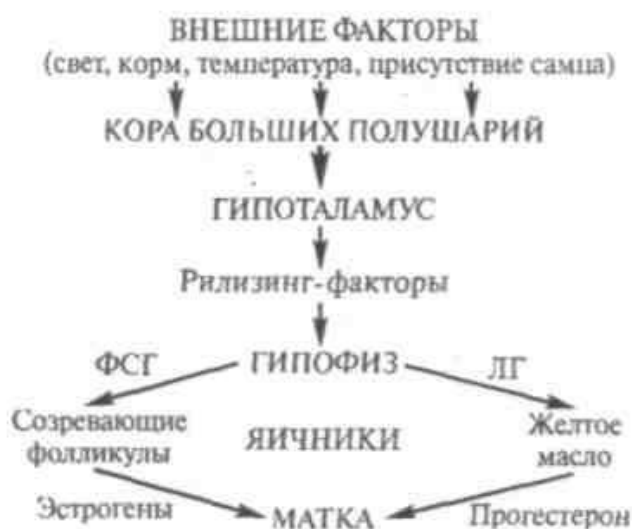 ВНЕШНИЕ ФАКТОРЫ
(свет, корм, температура, присутствие самца)
КОРА БОЛЬШИХ ПОЛУШАРИЙ
ГИПОТАЛАМУС
Рилизинг-факторы
ФСГ ГИПОФИЗ ЛГ
Созревающие фолликулы ЯИЧНИКИ Желтое масло
Эстрогены МАТКА Прогестерон